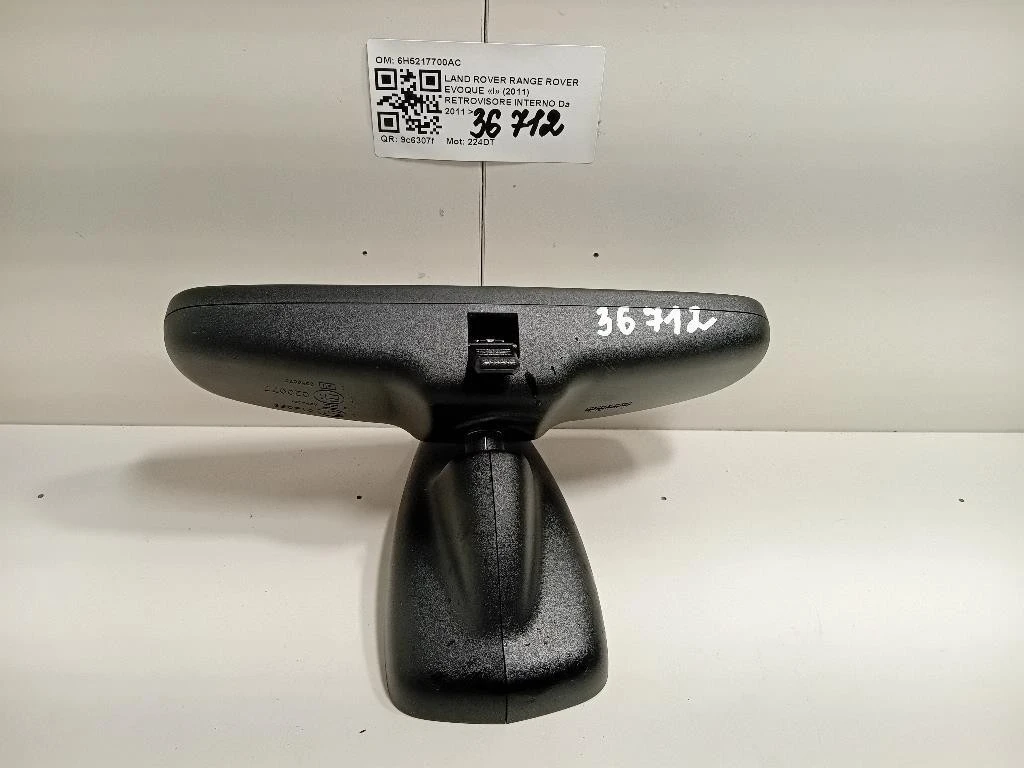 OM: 6H5217700AC
LAND ROVER RANGE ROVER
EVOQUE «I» (2011)
RETROVISORE INTERNO Da
2011 >
36 712
QR: 9c6307f Mot: 224DT
36 712